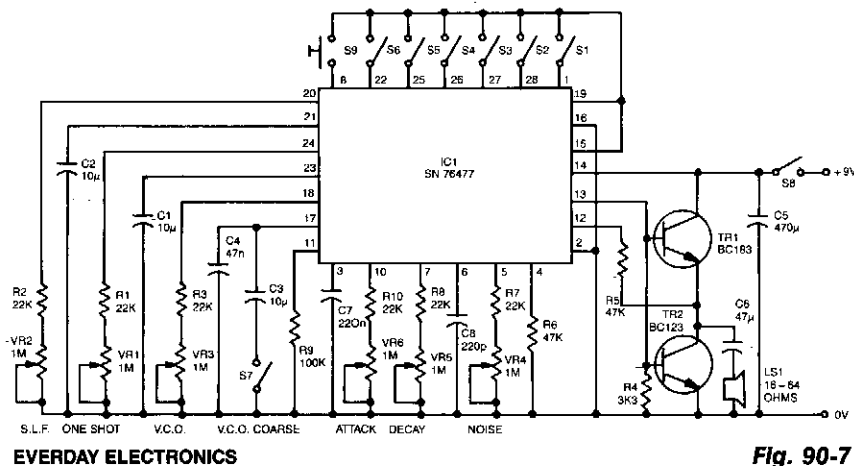 S9 S6 S5 S4 S3 S2 S1
8 22 25 26 27 28 1
20 19
21 16
24 15
23 14
18 13
17 12
11 2
IC1
SN 76477
3 10 7 6 5 4
C2
10μ
C1
10μ
C4
47n
C3
10μ
R2
22K
R1
22K
R3
22K
R9
100K
C7
220n
R10
22K
R8
22K
C8
220p
R7
22K
R6
47K
R5
47K
TR1
BC183
TR2
BC123
C5
470μ
C6
47μ
S8
+9V
VR2
1M
VR1
1M
VR3
1M
S7
VR6
1M
VR5
1M
VR4
1M
R4
3K3
LS1
16–64
OHMS
0V
S.L.F. ONE SHOT V.C.O. V.C.O. COARSE ATTACK DECAY NOISE
EVERDAY ELECTRONICS
Fig. 90-7